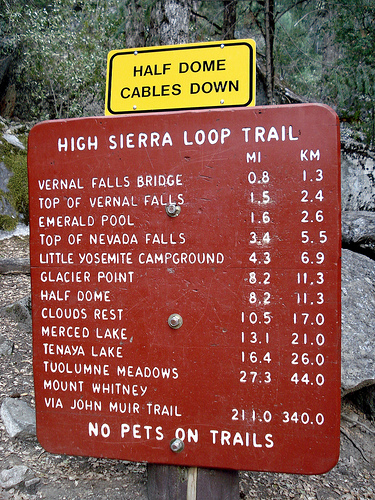 HALF DOME
CABLES DOWN
HIGH SIERRA LOOP TRAIL
MI KM
VERNAL FALLS BRIDGE 0.8 1.3
TOP OF VERNAL FALLS 1.5 2.4
EMERALD POOL 1.6 2.6
TOP OF NEVADA FALLS 3.4 5.5
LITTLE YOSEMITE CAMPGROUND 4.3 6.9
GLACIER POINT 8.2 11.3
HALF DOME 8.2 11.3
CLOUDS REST 10.5 17.0
MERCED LAKE 13.1 21.0
TENAYA LAKE 16.4 26.0
TUOLUMNE MEADOWS 27.3 44.0
MOUNT WHITNEY
VIA JOHN MUIR TRAIL 211.0 340.0
NO PETS ON TRAILS